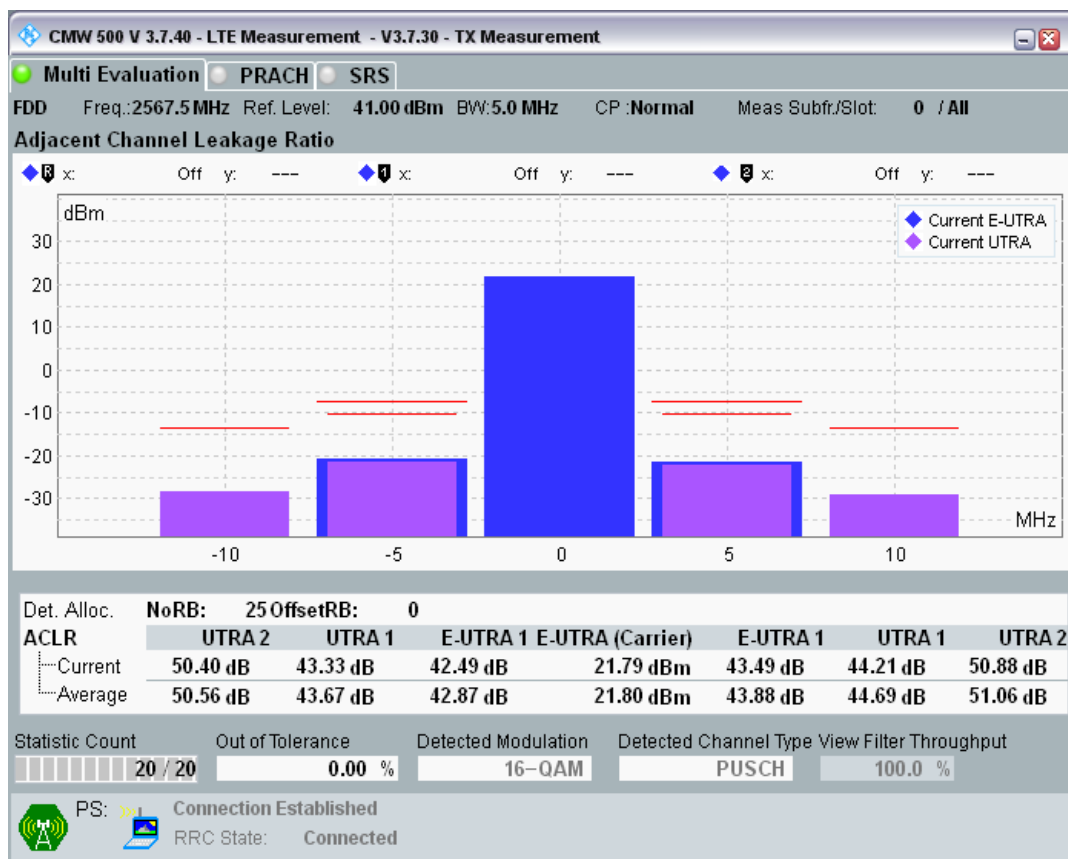 CMW 500 V 3.7.40 - LTE Measurement - V3.7.30 - TX Measurement
Multi Evaluation PRACH SRS
FDD Freq.:2567.5 MHz Ref. Level: 41.00 dBm BW:5.0 MHz CP :Normal Meas Subfr./Slot: 0 / All
Adjacent Channel Leakage Ratio
R x: Off y: --- 1 x: Off y: --- 2 x: Off y: ---
dBm
Current E-UTRA
Current UTRA
30
20
10
0
-10
-20
-30
MHz
-10 -5 0 5 10
Det. Alloc. NoRB: 25 OffsetRB: 0
ACLR UTRA 2 UTRA 1 E-UTRA 1 E-UTRA (Carrier) E-UTRA 1 UTRA 1 UTRA 2
Current 50.40 dB 43.33 dB 42.49 dB 21.79 dBm 43.49 dB 44.21 dB 50.88 dB
Average 50.56 dB 43.67 dB 42.87 dB 21.80 dBm 43.88 dB 44.69 dB 51.06 dB
Statistic Count Out of Tolerance Detected Modulation Detected Channel Type View Filter Throughput
20 / 20 0.00 % 16-QAM PUSCH 100.0 %
PS: Connection Established
RRC State: Connected